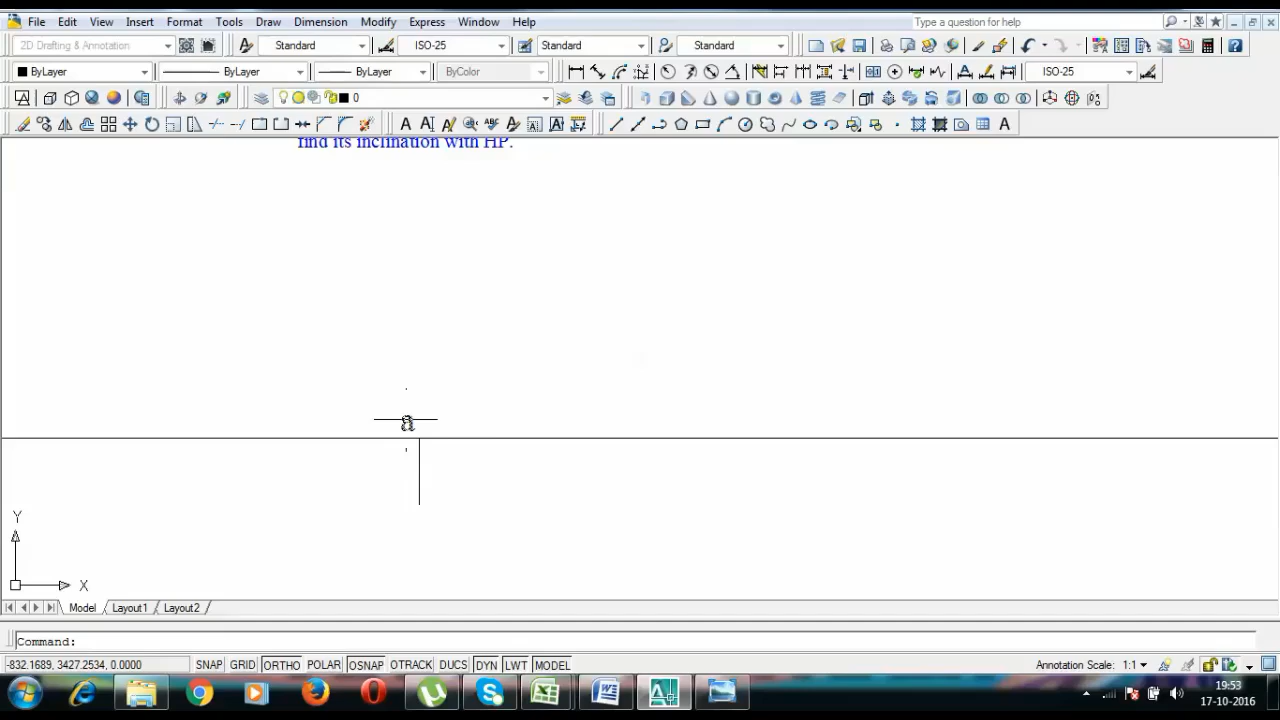 File Edit View Insert Format Tools Draw Dimension Modify Express Window Help Type a question for help
2D Drafting & Annotation Standard ISO-25 Standard Standard
ByLayer ByLayer ByLayer ByColor ISO-25
0
find its inclination with HP.
a
'
Y
X
Model Layout1 Layout2
Command:
-832.1689, 3427.2534, 0.0000 SNAP GRID ORTHO POLAR OSNAP OTRACK DUCS DYN LWT MODEL Annotation Scale: 1:1
19:53
17-10-2016